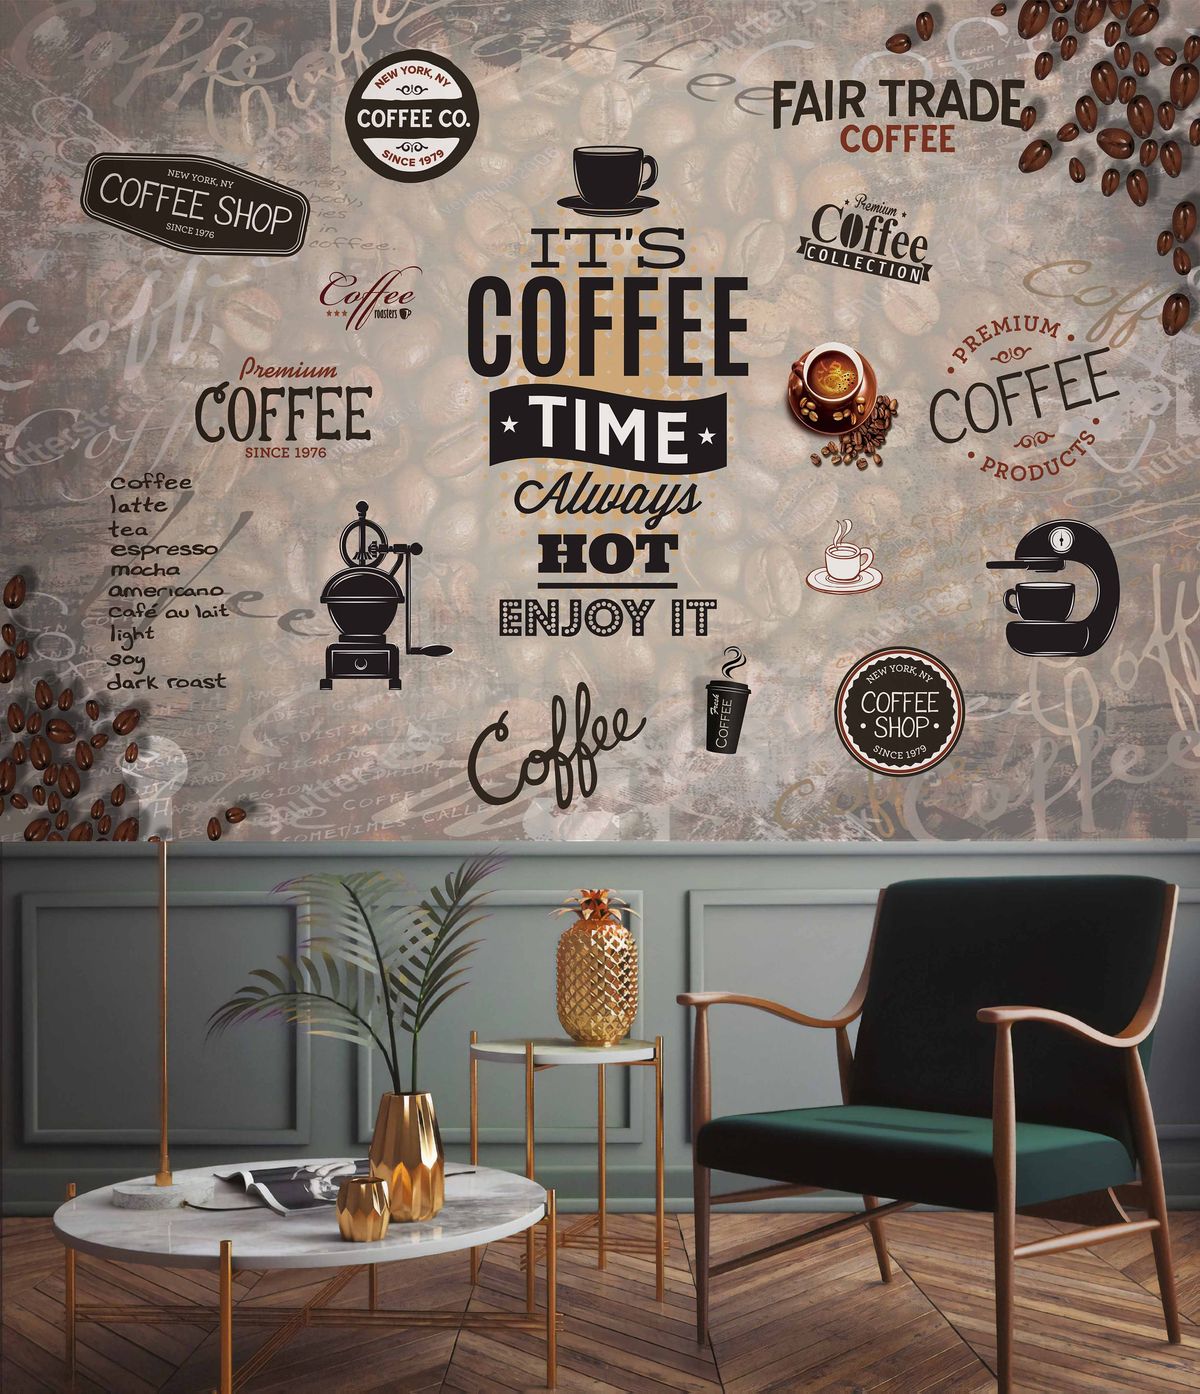 NEW YORK, NY
COFFEE CO.
SINCE 1979
FAIR TRADE
COFFEE
NEW YORK, NY
COFFEE SHOP
SINCE 1976
IT'S
COFFEE
TIME
Always
HOT
ENJOY IT
Premium
Coffee
COLLECTION
Coffee
roasters
PREMIUM
COFFEE
PRODUCTS
Premium
COFFEE
SINCE 1976
coffee
latte
tea
espresso
mocha
americano
café au lait
light
soy
dark roast
Fresh
COFFEE
NEW YORK, NY
COFFEE
SHOP
SINCE 1979
Coffee